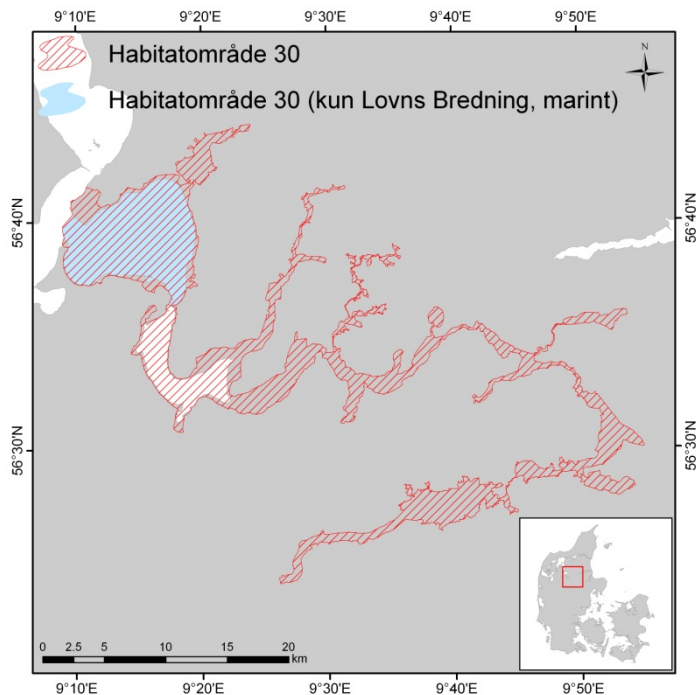 9°10'E 9°20'E 9°30'E 9°40'E 9°50'E
Habitatområde 30
N
Habitatområde 30 (kun Lovns Bredning, marint)
56°40'N 56°40'N
56°30'N 56°30'N
0 2.5 5 10 15 20
km
9°10'E 9°20'E 9°30'E 9°40'E 9°50'E